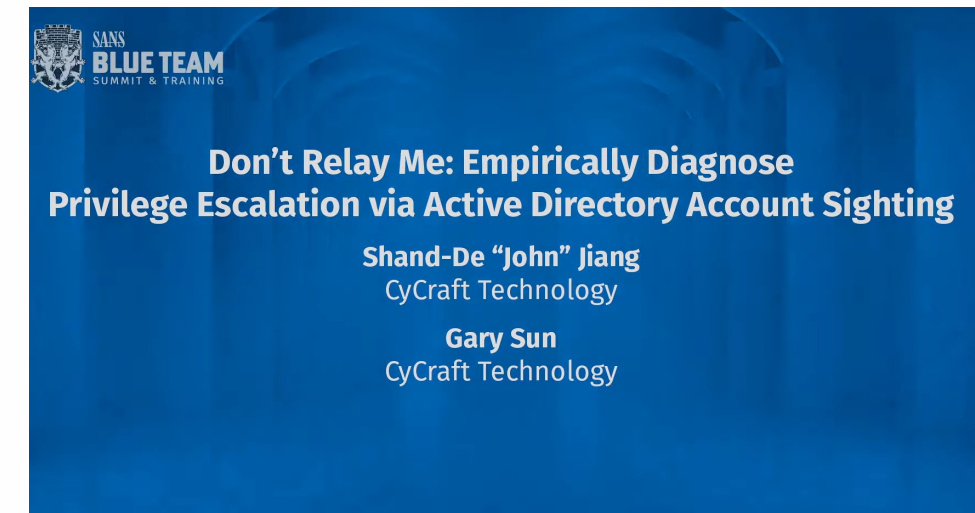 SANS
BLUE TEAM
SUMMIT & TRAINING
Don’t Relay Me: Empirically Diagnose
Privilege Escalation via Active Directory Account Sighting
Shand-De “John” Jiang
CyCraft Technology
Gary Sun
CyCraft Technology